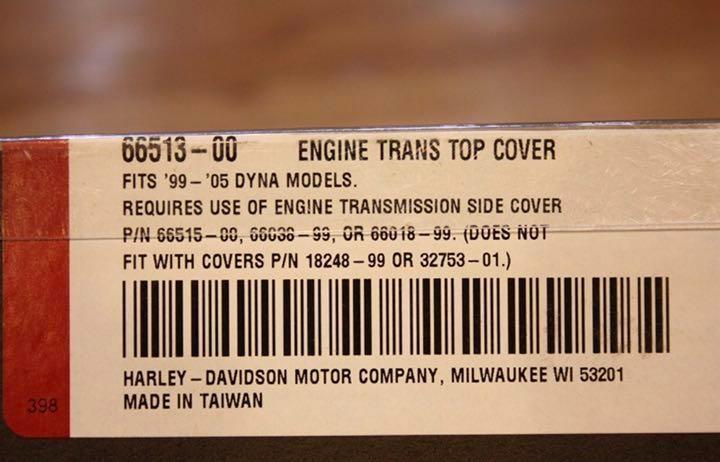 66513-00 ENGINE TRANS TOP COVER
FITS '99-'05 DYNA MODELS.
REQUIRES USE OF ENGINE TRANSMISSION SIDE COVER
P/N 66515-00, 66038-99, OR 66018-99. (DOES NOT
FIT WITH COVERS P/N 18248-99 OR 32753-01.)
HARLEY-DAVIDSON MOTOR COMPANY, MILWAUKEE WI 53201
398 MADE IN TAIWAN